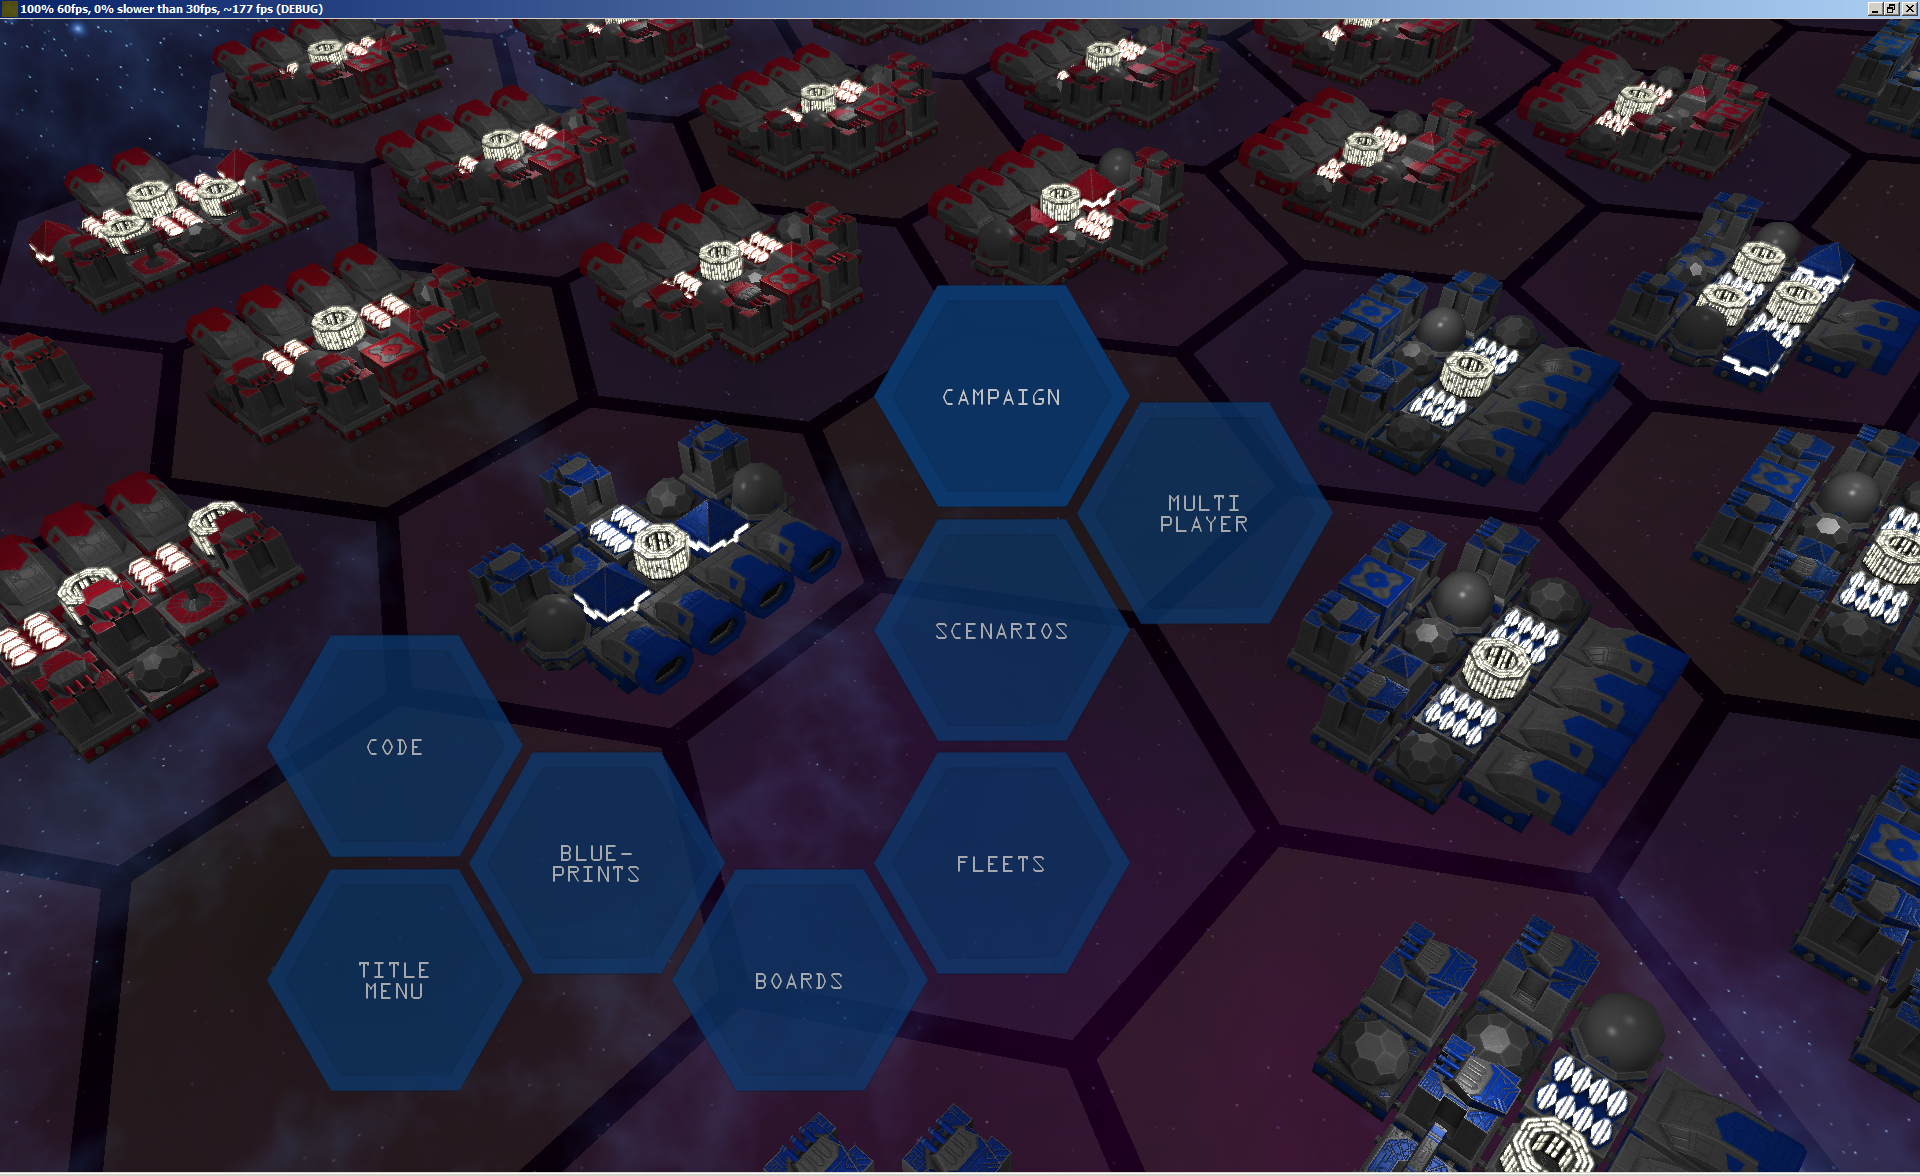 100% 60fps, 0% slower than 30fps, ~177 fps (DEBUG)
CAMPAIGN
MULTI
PLAYER
SCENARIOS
CODE
BLUE-
PRINTS
FLEETS
TITLE
MENU
BOARDS